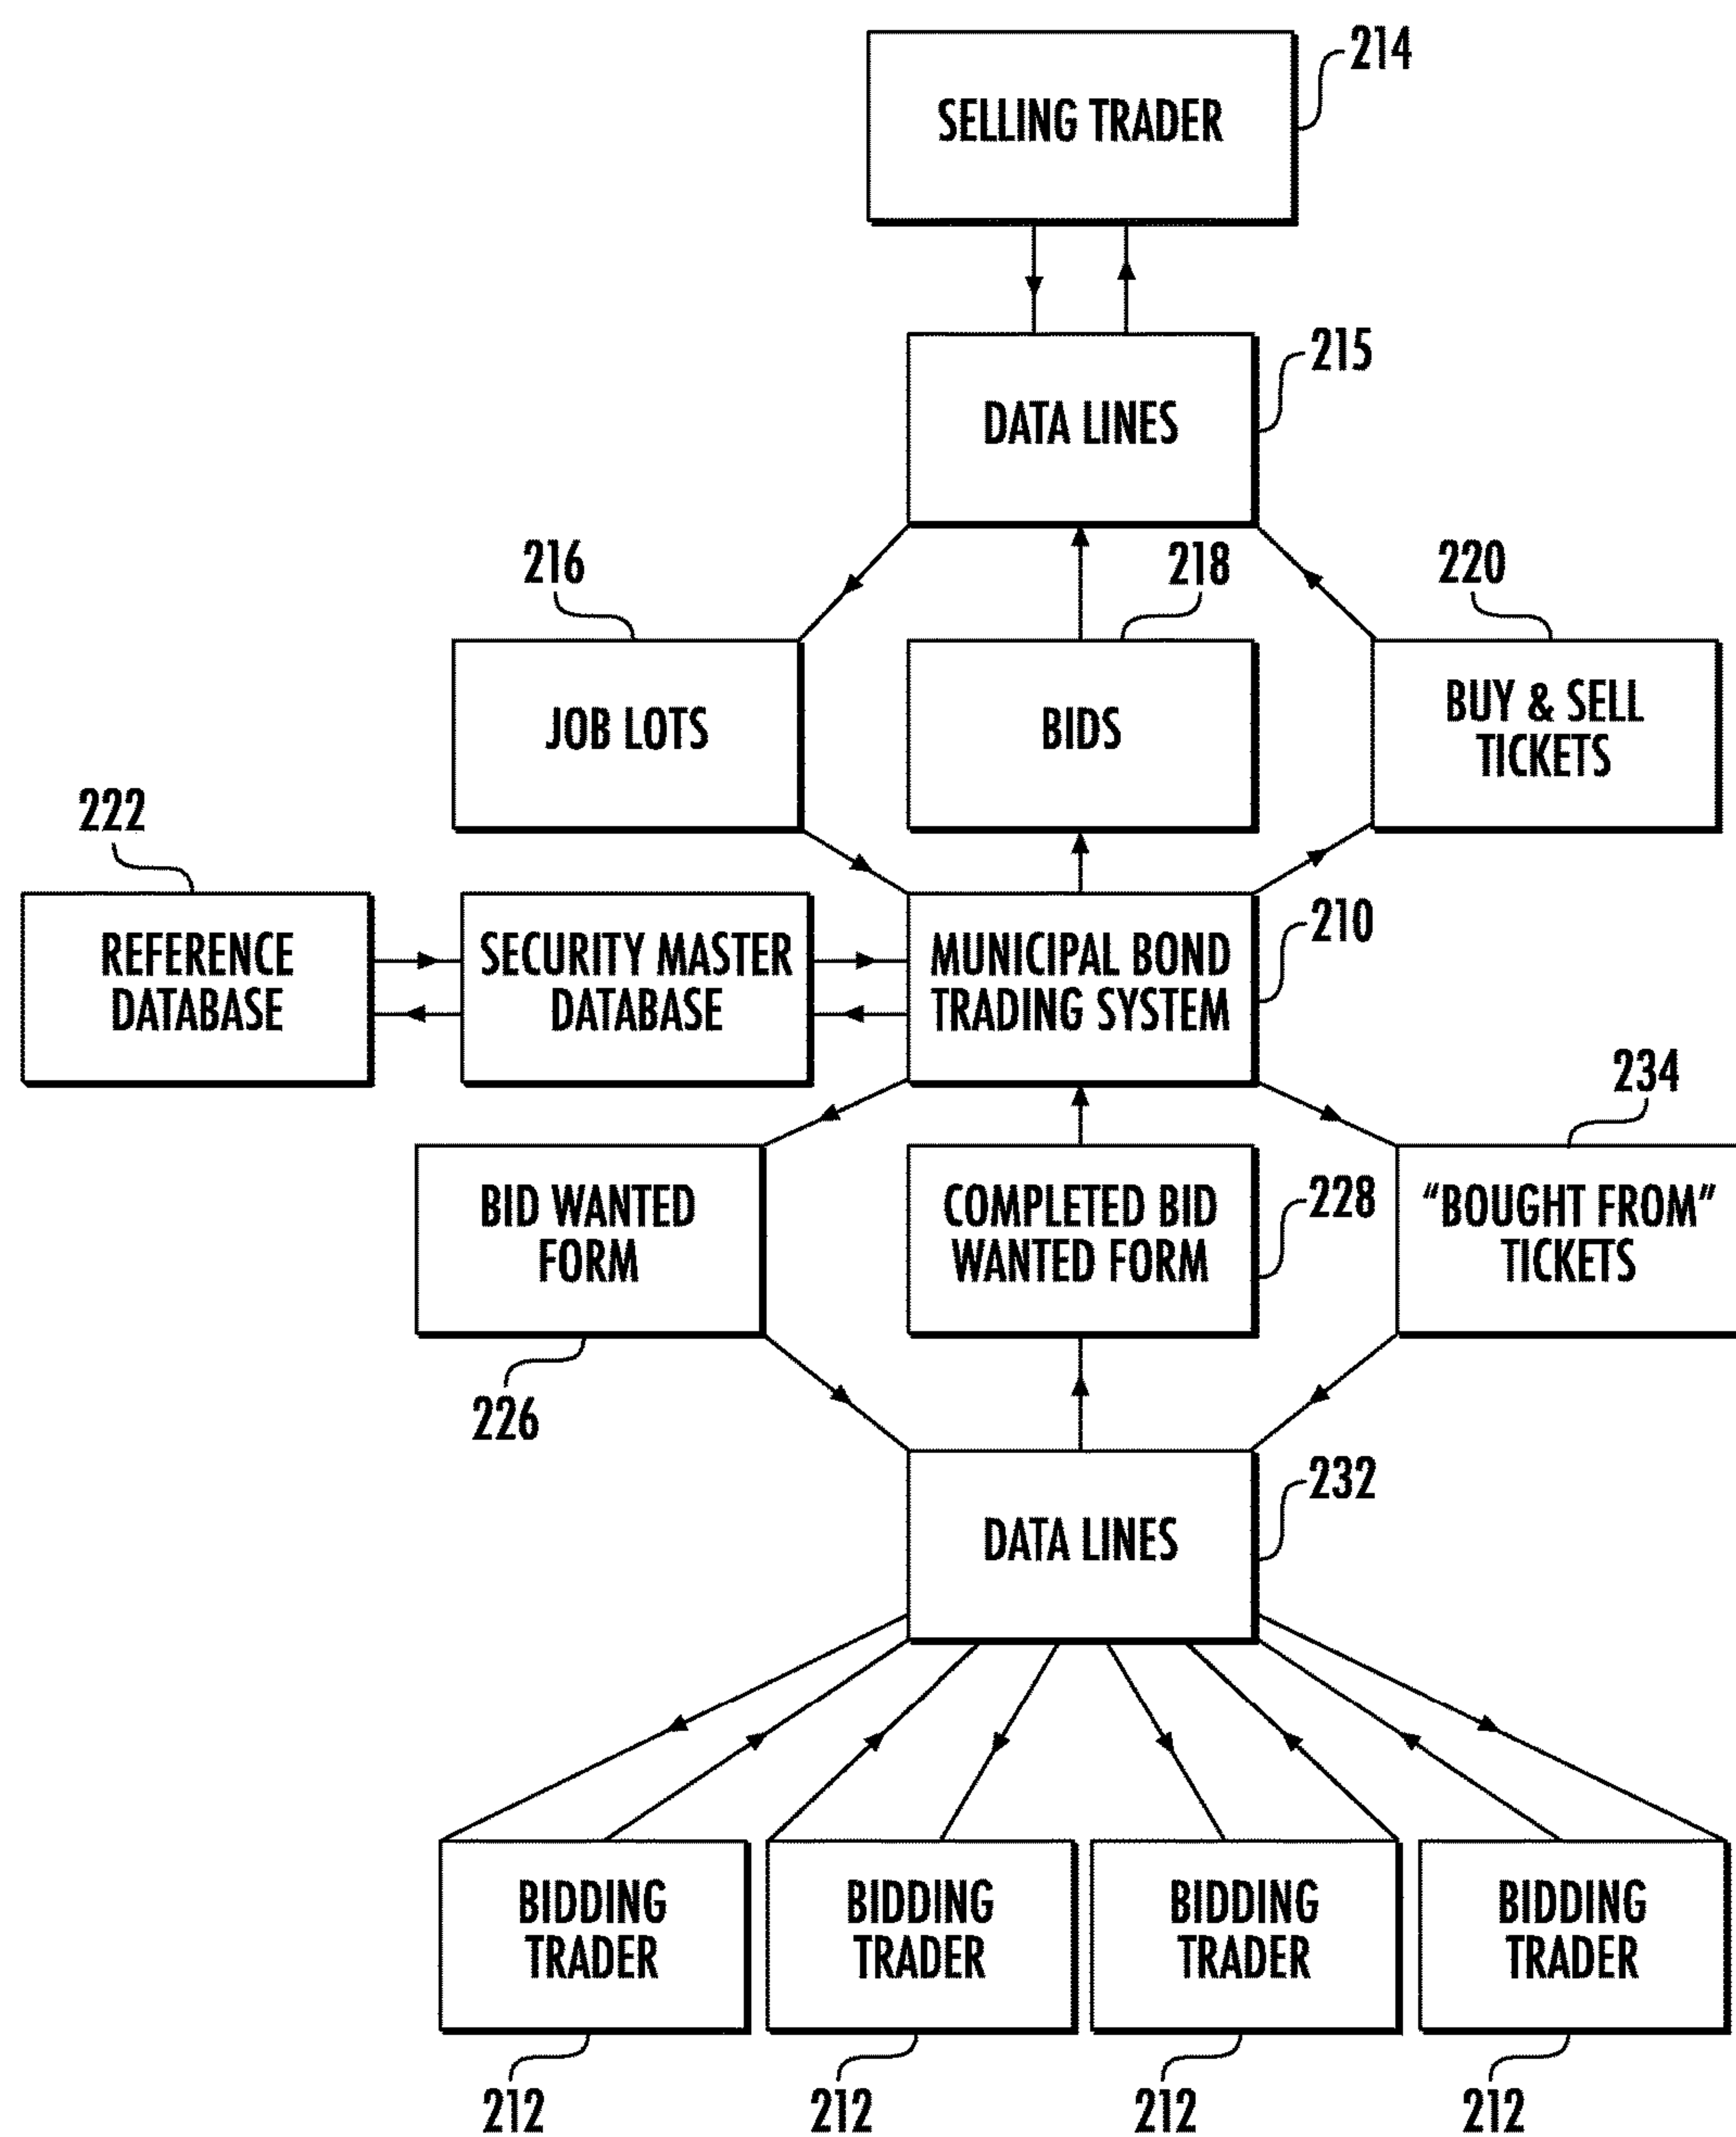 214
SELLING TRADER
215
DATA LINES
216
218
220
JOB LOTS
BIDS
BUY & SELL
TICKETS
222
REFERENCE
DATABASE
SECURITY MASTER
DATABASE
MUNICIPAL BOND
TRADING SYSTEM
210
234
BID WANTED
FORM
COMPLETED BID
WANTED FORM
228
“BOUGHT FROM”
TICKETS
226
232
DATA LINES
BIDDING
TRADER
BIDDING
TRADER
BIDDING
TRADER
BIDDING
TRADER
212
212
212
212